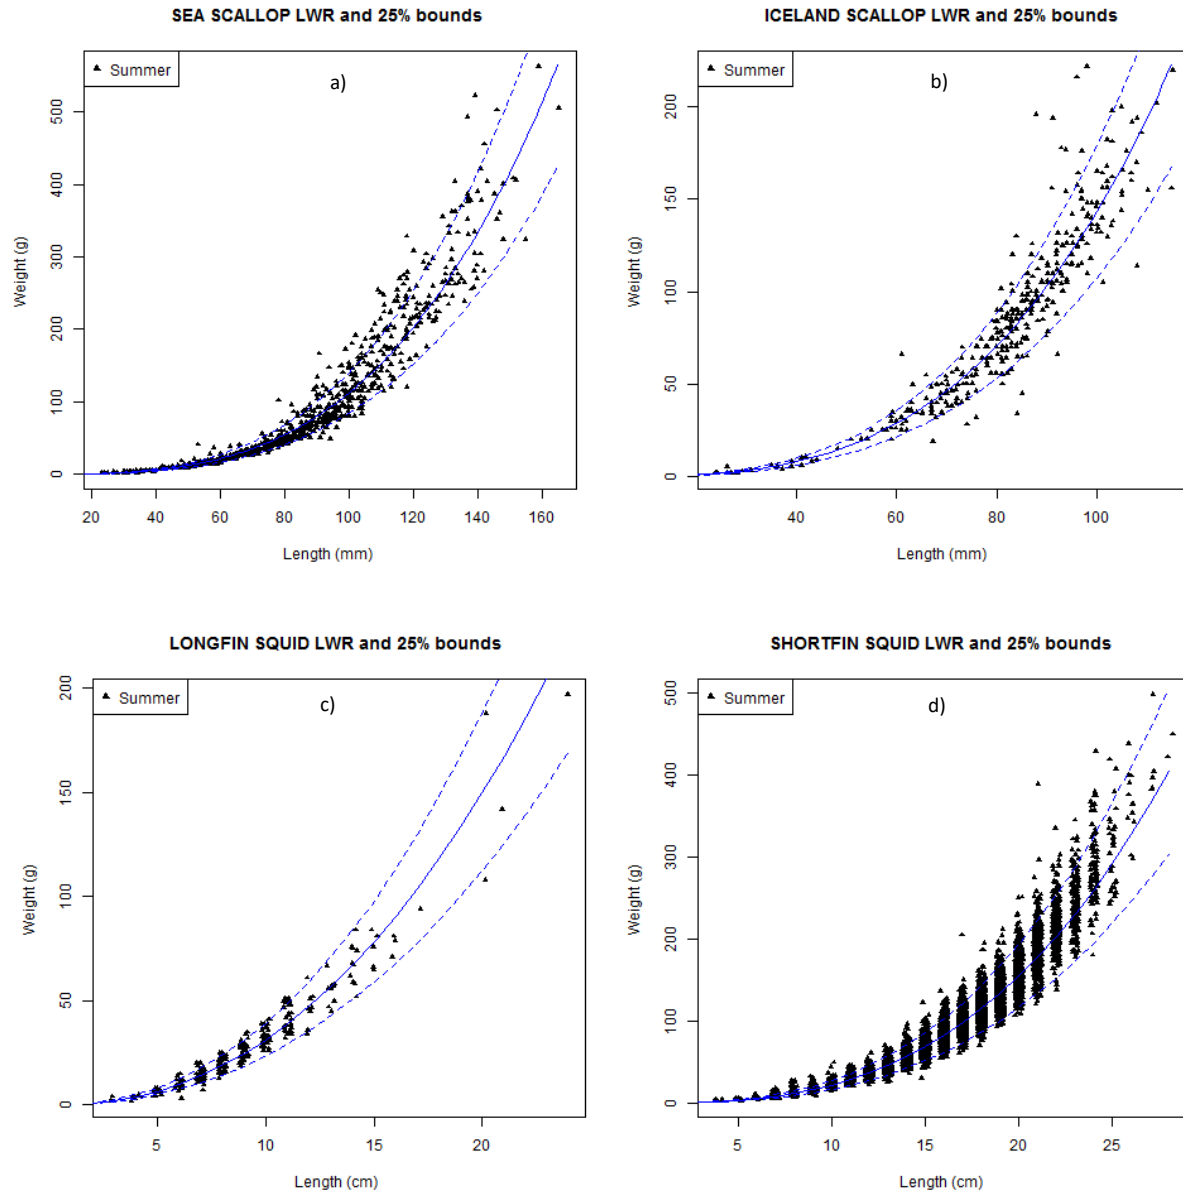 SEA SCALLOP LWR and 25% bounds
Summer
a)
Weight (g)
0
100
200
300
400
500
20 40 60 80 100 120 140 160
Length (mm)
ICELAND SCALLOP LWR and 25% bounds
Summer
b)
Weight (g)
0
50
100
150
200
40 60 80 100
Length (mm)
LONGFIN SQUID LWR and 25% bounds
Summer
c)
Weight (g)
0
50
100
150
200
5 10 15 20
Length (cm)
SHORTFIN SQUID LWR and 25% bounds
Summer
d)
Weight (g)
0
100
200
300
400
500
5 10 15 20 25
Length (cm)